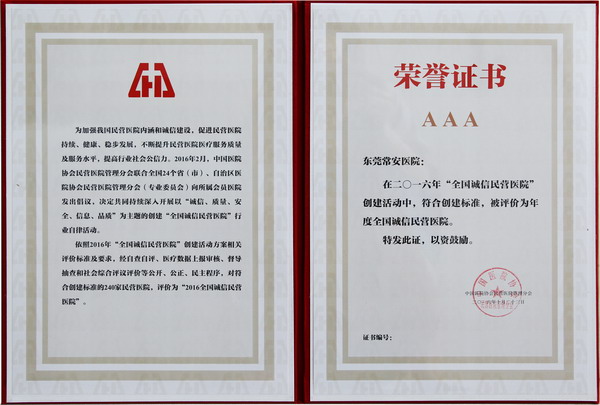 为加强我国民营医院内涵和诚信建设，促进民营医院
持续、健康、稳步发展，不断提升民营医院医疗服务质量
及服务水平，提高行业社会公信力。2016年2月，中国医院
协会民营医院管理分会联合全国24个省（市）、自治区医
院协会民营医院管理分会（专业委员会）向所属会员医院
发出倡议，决定共同持续深入开展以“诚信、质量、安
全、信息、品质”为主题的创建“全国诚信民营医院”行
业自律活动。
依照2016年“全国诚信民营医院”创建活动方案相关
评价标准及要求，经自查自评、医疗数据上报审核、督导
抽查和社会综合评议评价等公开、公正、民主程序，对符
合创建标准的240家民营医院，评价为“2016全国诚信民营
医院”。
荣誉证书
AAA
东莞常安医院：
在二〇一六年“全国诚信民营医院”
创建活动中，符合创建标准，被评价为年
度全国诚信民营医院。
特发此证，以资鼓励。
中国医院协会民营医院管理分会
证书编号：